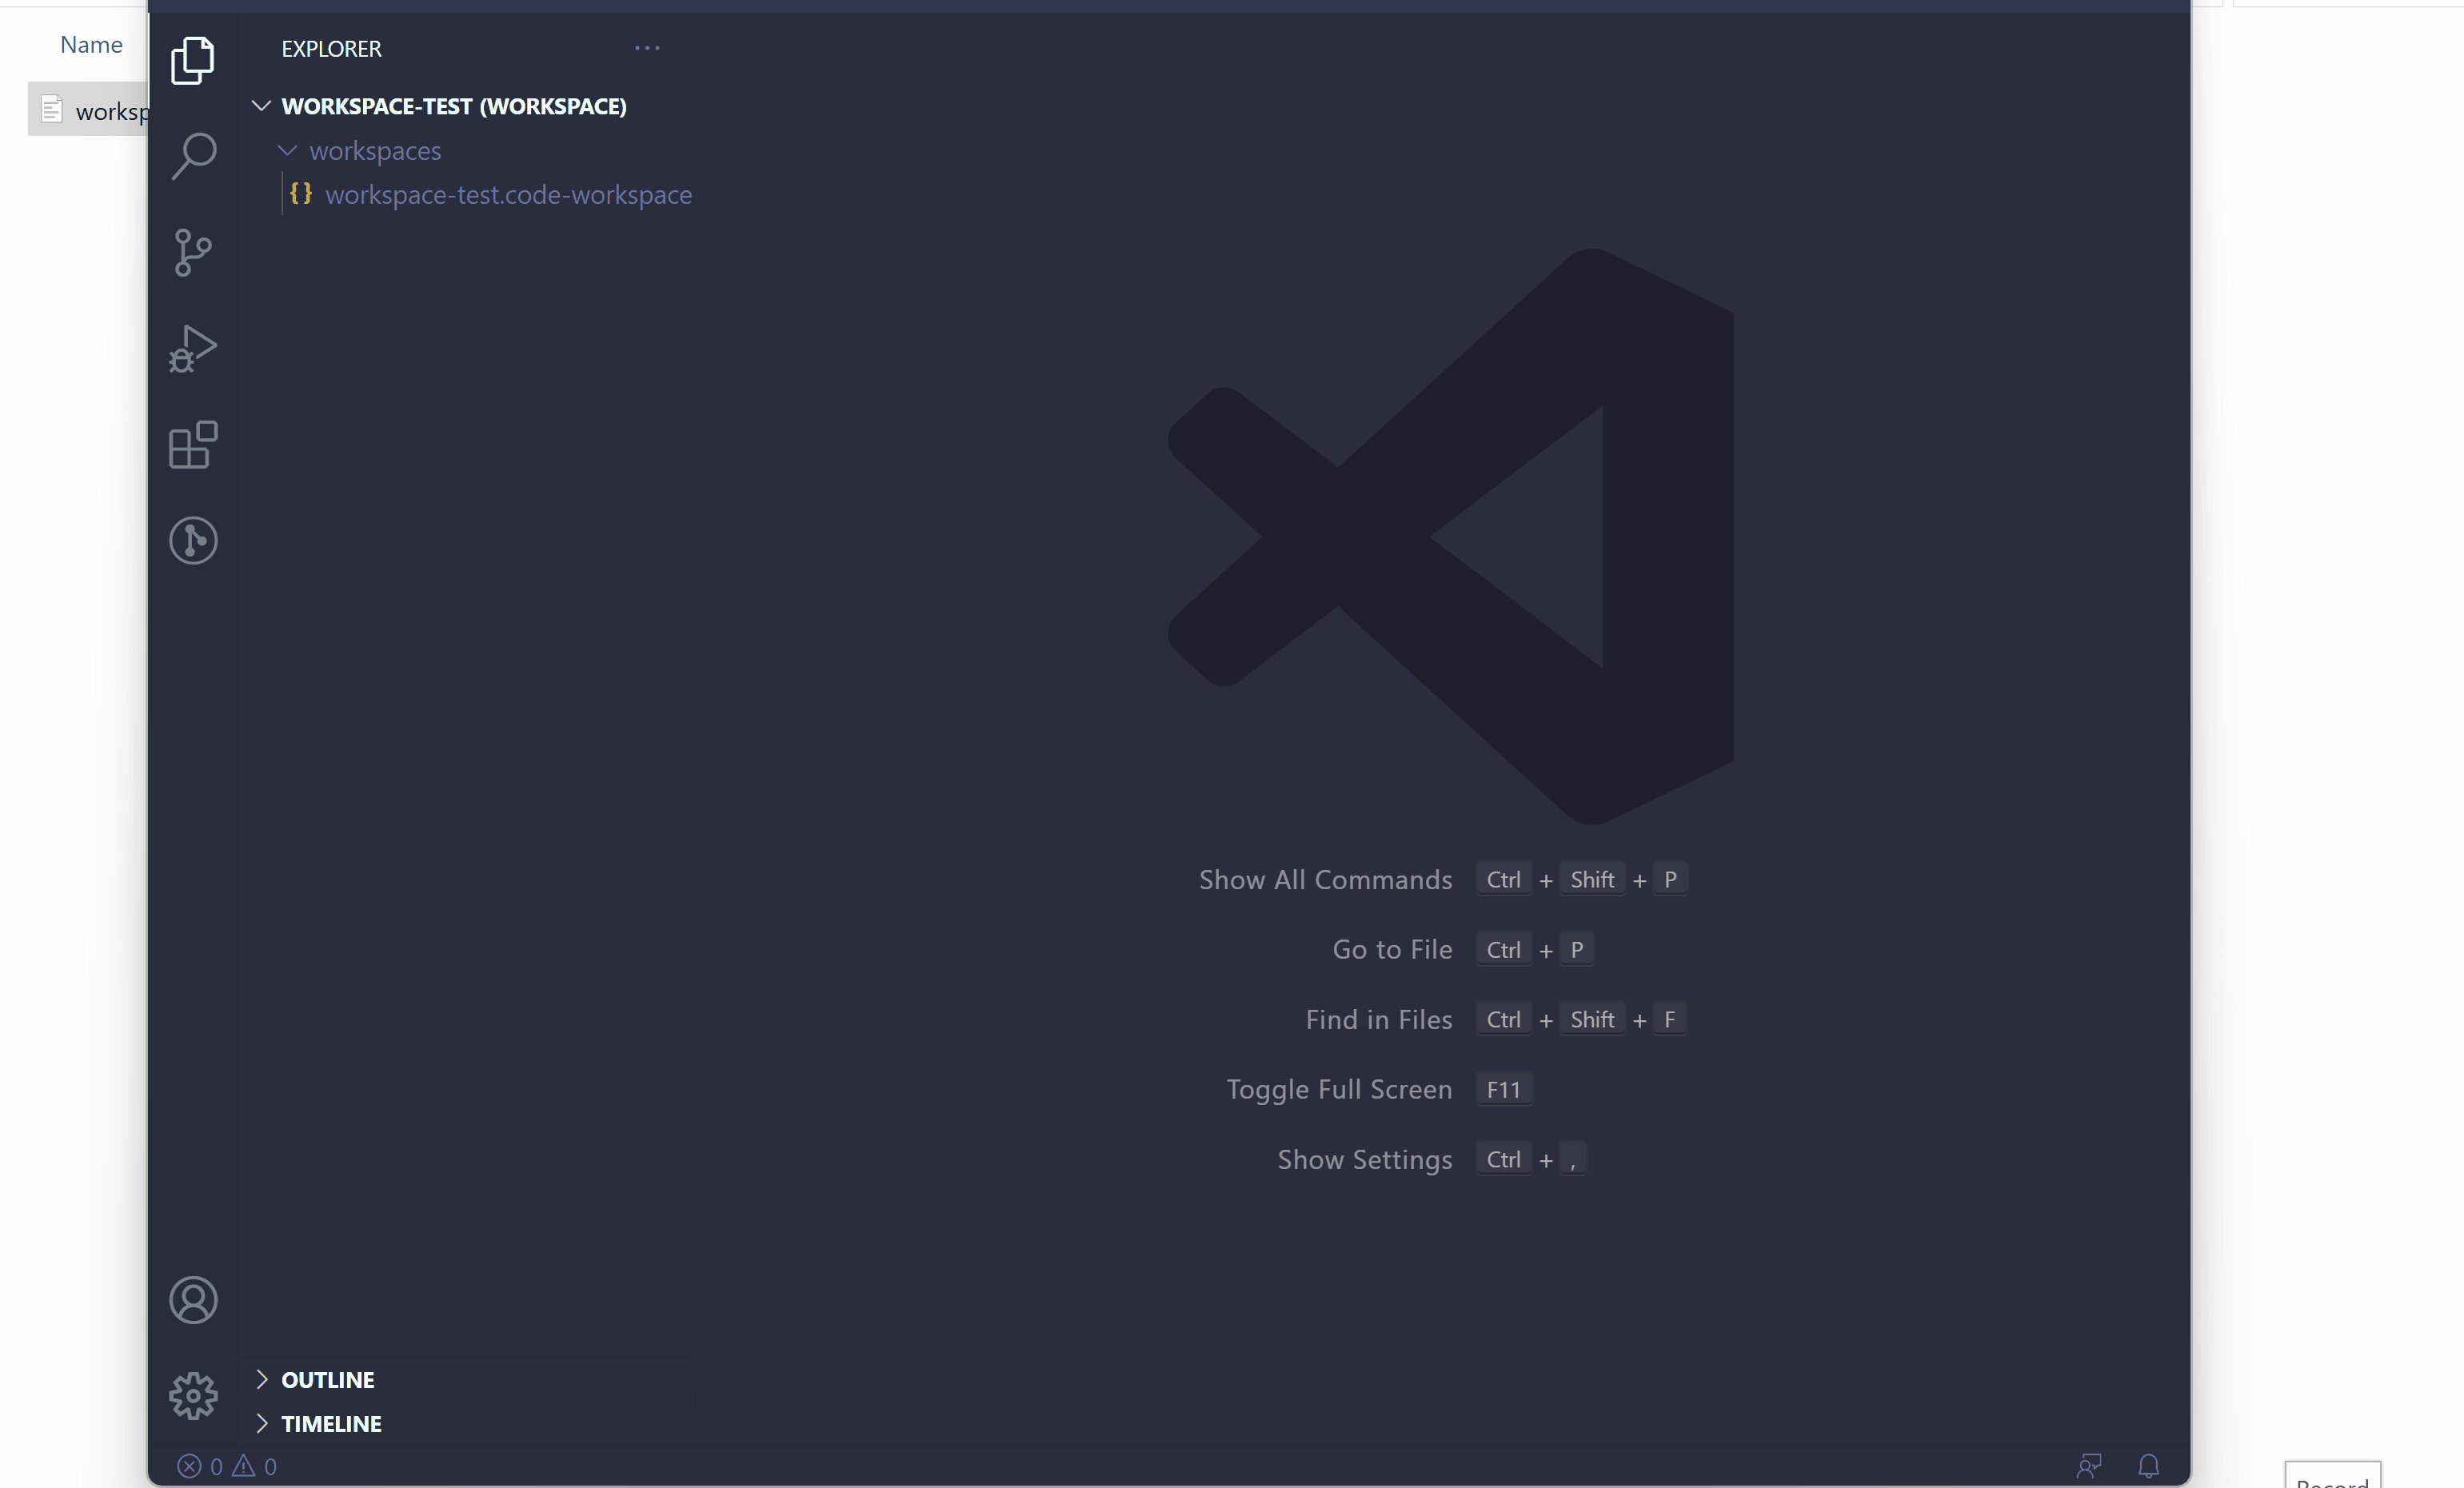 Name
worksp
EXPLORER
WORKSPACE-TEST (WORKSPACE)
workspaces
{} workspace-test.code-workspace
Show All Commands Ctrl + Shift + P
Go to File Ctrl + P
Find in Files Ctrl + Shift + F
Toggle Full Screen F11
Show Settings Ctrl + ,
OUTLINE
TIMELINE
0 0
Record